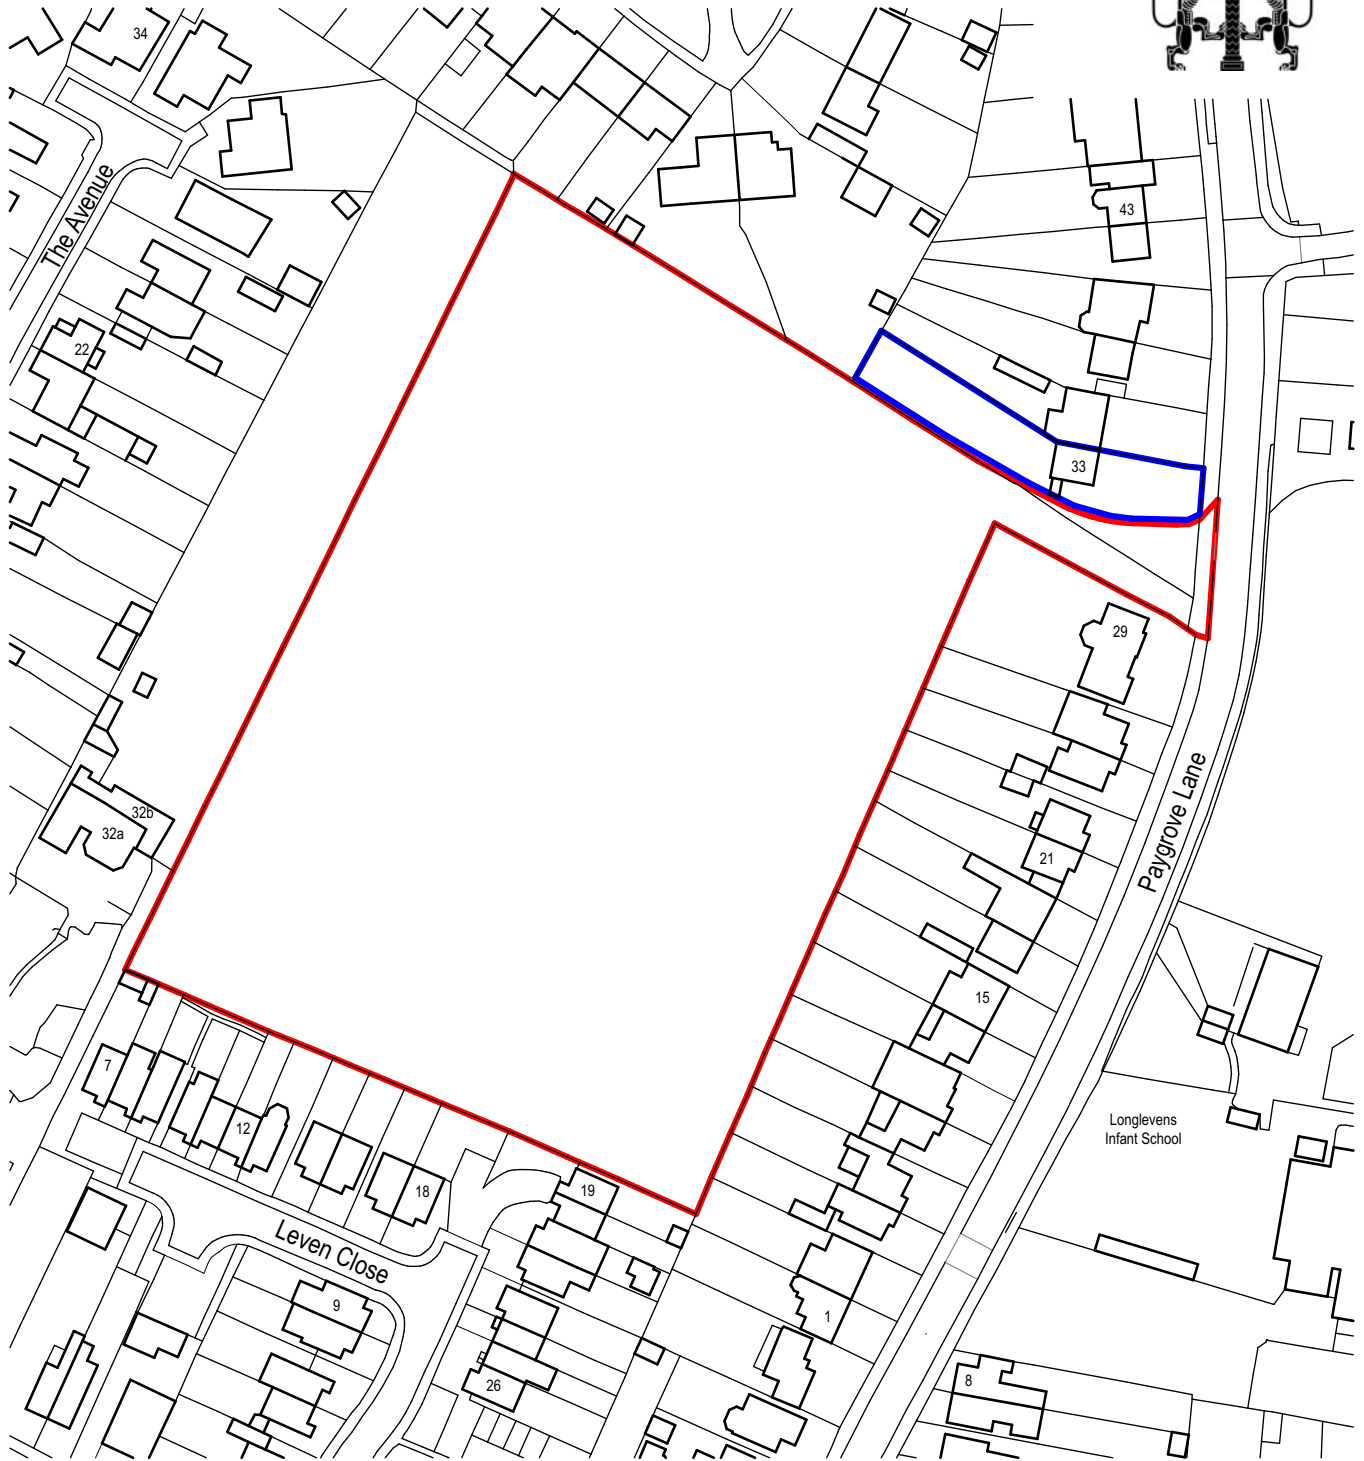 34
The Avenue
43
22
33
29
32b
32a
21
Paygrove Lane
15
7
12
Longlevens
Infant School
18
19
Leven Close
9
1
26
8